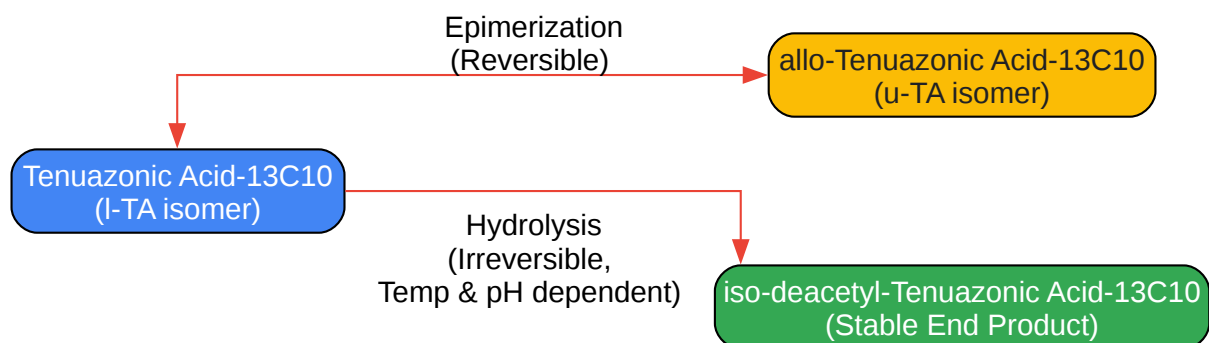 Epimerization
(Reversible)
allo-Tenuazonic Acid-13C10
(u-TA isomer)
Tenuazonic Acid-13C10
(l-TA isomer)
Hydrolysis
(Irreversible,
Temp & pH dependent)
iso-deacetyl-Tenuazonic Acid-13C10
(Stable End Product)